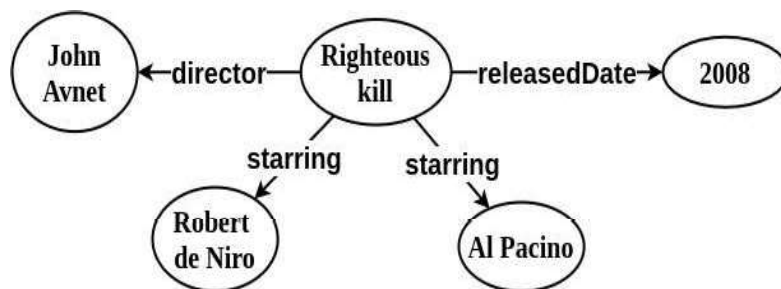 John
Avnet
director
Righteous
kill
releasedDate
2008
starring
starring
Robert
de Niro
Al Pacino